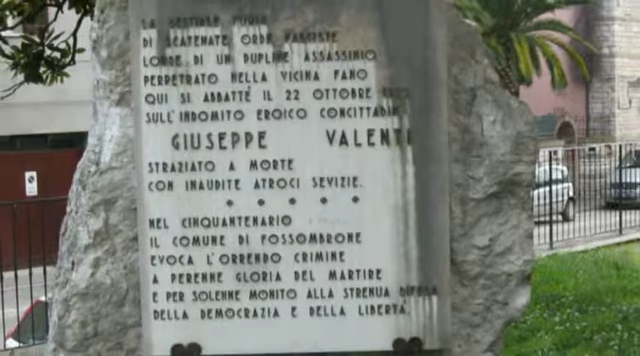 LA BESTIALE FURIA
DI SCATENATE ORDE FASCISTE
LORDE DI UN DUPLICE ASSASSINIO
PERPETRATO NELLA VICINA FANO
QUI SI ABBATTÈ IL 22 OTTOBRE
SULL'INDOMITO EROICO CONCITTADINO
GIUSEPPE VALENTI
STRAZIATO A MORTE
CON INAUDITE ATROCI SEVIZIE.
* * * * *
NEL CINQUANTENARIO
IL COMUNE DI FOSSOMBRONE
EVOCA L'ORRENDO CRIMINE
A PERENNE GLORIA DEL MARTIRE
E PER SOLENNE MONITO ALLA STRENUA DIFESA
DELLA DEMOCRAZIA E DELLA LIBERTÀ.